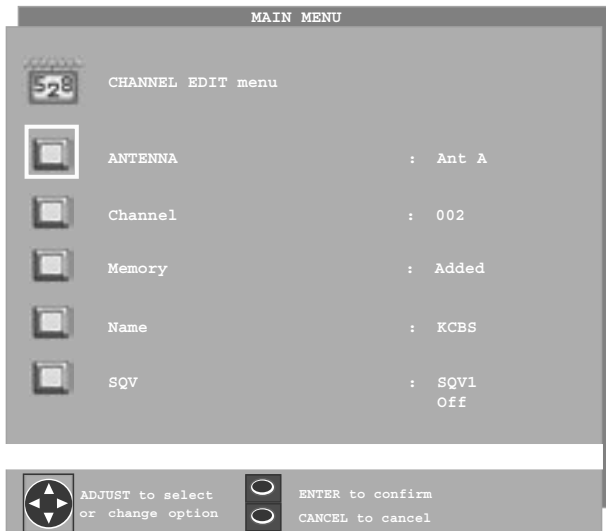 MAIN MENU
528
CHANNEL EDIT menu
ANTENNA : Ant A
Channel : 002
Memory : Added
Name : KCBS
SQV : SQV1
Off
ADJUST to select
or change option
ENTER to confirm
CANCEL to cancel